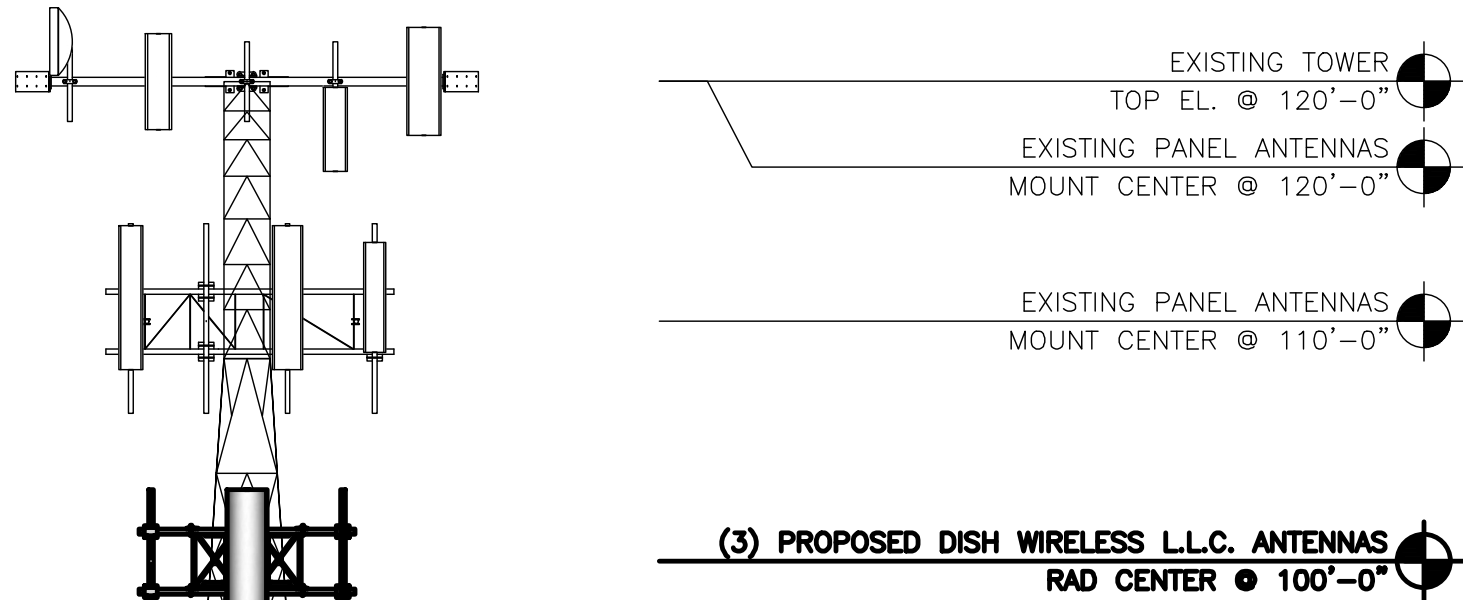 EXISTING TOWER
TOP EL. @ 120'-0"
EXISTING PANEL ANTENNAS
MOUNT CENTER @ 120'-0"
EXISTING PANEL ANTENNAS
MOUNT CENTER @ 110'-0"
(3) PROPOSED DISH WIRELESS L.L.C. ANTENNAS
RAD CENTER @ 100'-0"